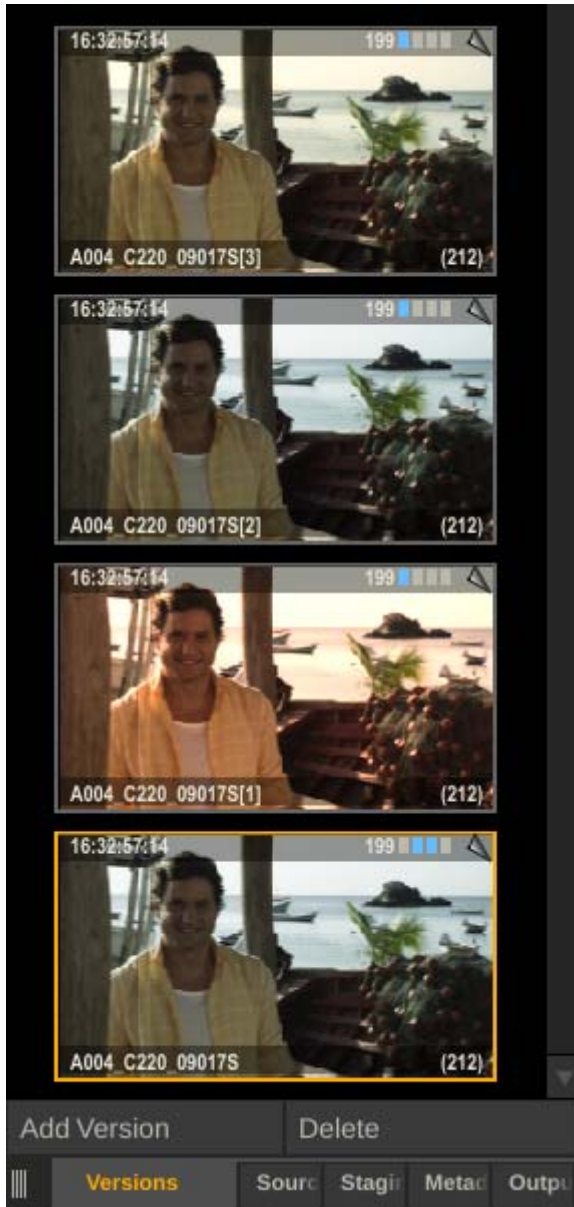 16:32:57:14 199
A004_C220_09017S[3] (212)
16:32:57:14 199
A004_C220_09017S[2] (212)
16:32:57:14 199
A004_C220_09017S[1] (212)
16:32:57:14 199
A004_C220_09017S (212)
Add Version Delete
Versions Sourc Stagin Metad Outpu